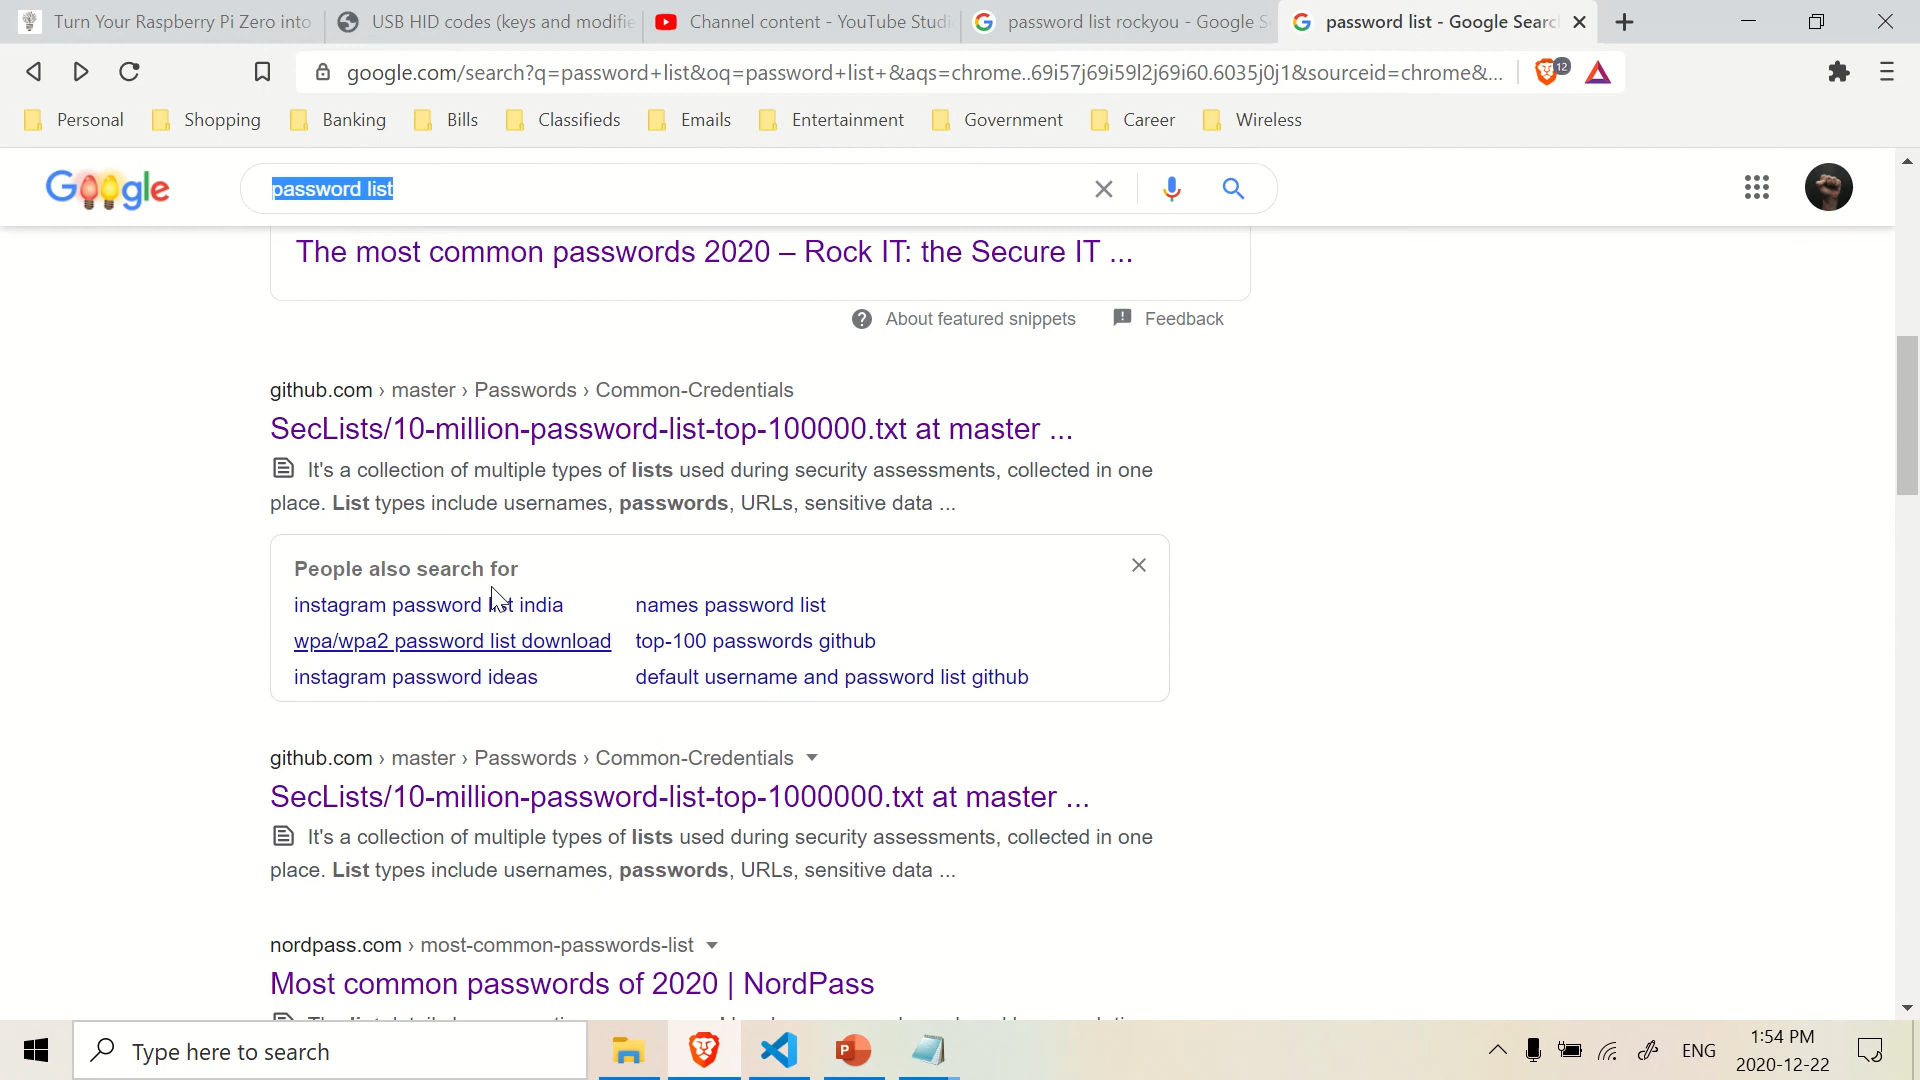 Turn Your Raspberry Pi Zero into
USB HID codes (keys and modifie
Channel content - YouTube Studi
password list rockyou - Google S
password list - Google Searc
google.com/search?q=password+list&oq=password+list+&aqs=chrome..69i57j69i59l2j69i60.6035j0j1&sourceid=chrome&...
12
Personal
Shopping
Banking
Bills
Classifieds
Emails
Entertainment
Government
Career
Wireless
Google
password list
The most common passwords 2020 – Rock IT: the Secure IT ...
About featured snippets
Feedback
github.com › master › Passwords › Common-Credentials
SecLists/10-million-password-list-top-100000.txt at master ...
It's a collection of multiple types of lists used during security assessments, collected in one
place. List types include usernames, passwords, URLs, sensitive data ...
People also search for
instagram password list india
names password list
wpa/wpa2 password list download
top-100 passwords github
instagram password ideas
default username and password list github
github.com › master › Passwords › Common-Credentials
SecLists/10-million-password-list-top-1000000.txt at master ...
It's a collection of multiple types of lists used during security assessments, collected in one
place. List types include usernames, passwords, URLs, sensitive data ...
nordpass.com › most-common-passwords-list
Most common passwords of 2020 | NordPass
Type here to search
ENG
1:54 PM
2020-12-22